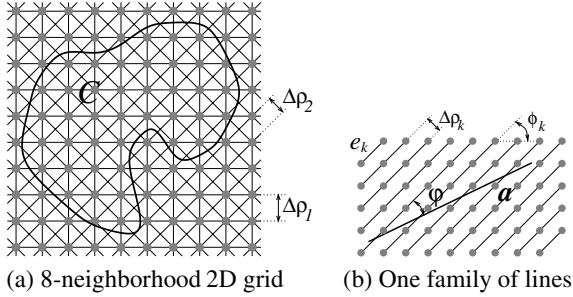 C
Δρ₂
Δρ₁
(a) 8-neighborhood 2D grid
Δρₖ
ϕₖ
eₖ
φ
a
(b) One family of lines